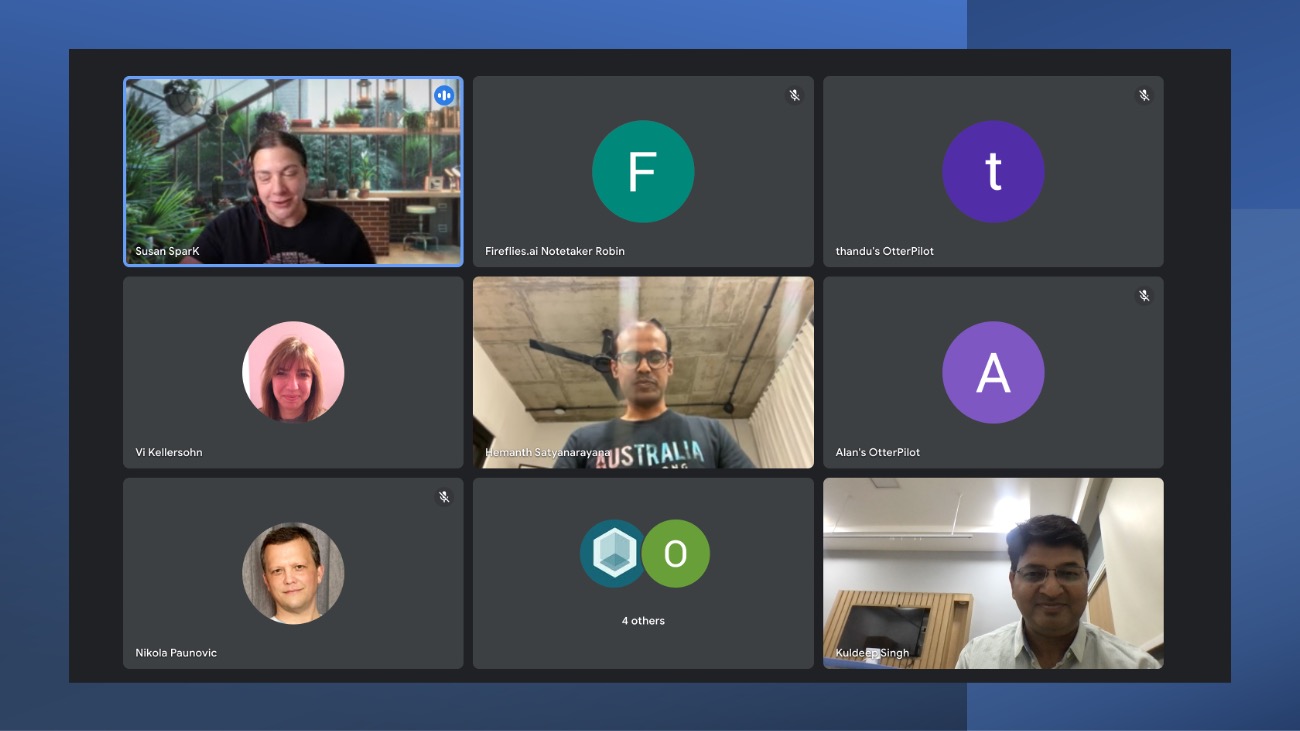 Susan SparK
F
Fireflies.ai Notetaker Robin
t
thandu's OtterPilot
Vi Kellersohn
AUSTRALIA
Hemanth Satyanarayana
A
Alan's OtterPilot
Nikola Paunovic
O
4 others
Kuldeep Singh